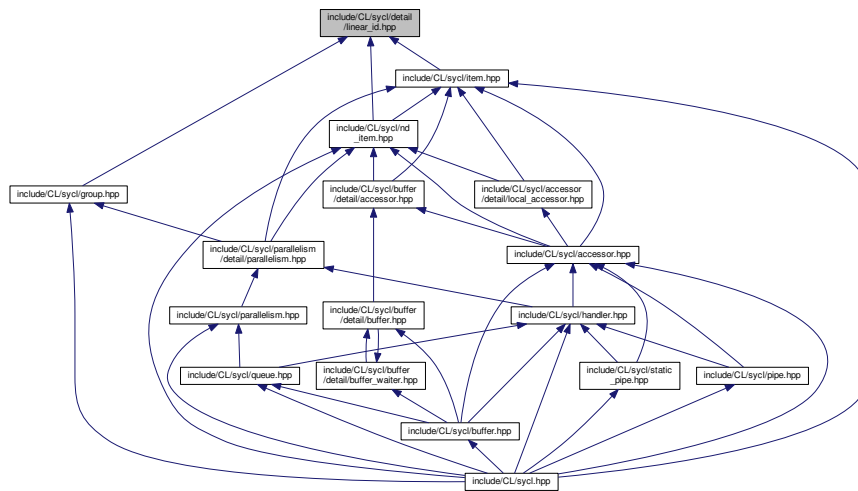 include/CL/sycl/detail
/linear_id.hpp
include/CL/sycl/item.hpp
include/CL/sycl/nd
_item.hpp
include/CL/sycl/group.hpp
include/CL/sycl/buffer
/detail/accessor.hpp
include/CL/sycl/accessor
/detail/local_accessor.hpp
include/CL/sycl/parallelism
/detail/parallelism.hpp
include/CL/sycl/accessor.hpp
include/CL/sycl/parallelism.hpp
include/CL/sycl/buffer
/detail/buffer.hpp
include/CL/sycl/handler.hpp
include/CL/sycl/queue.hpp
include/CL/sycl/buffer
/detail/buffer_waiter.hpp
include/CL/sycl/static
_pipe.hpp
include/CL/sycl/pipe.hpp
include/CL/sycl/buffer.hpp
include/CL/sycl.hpp